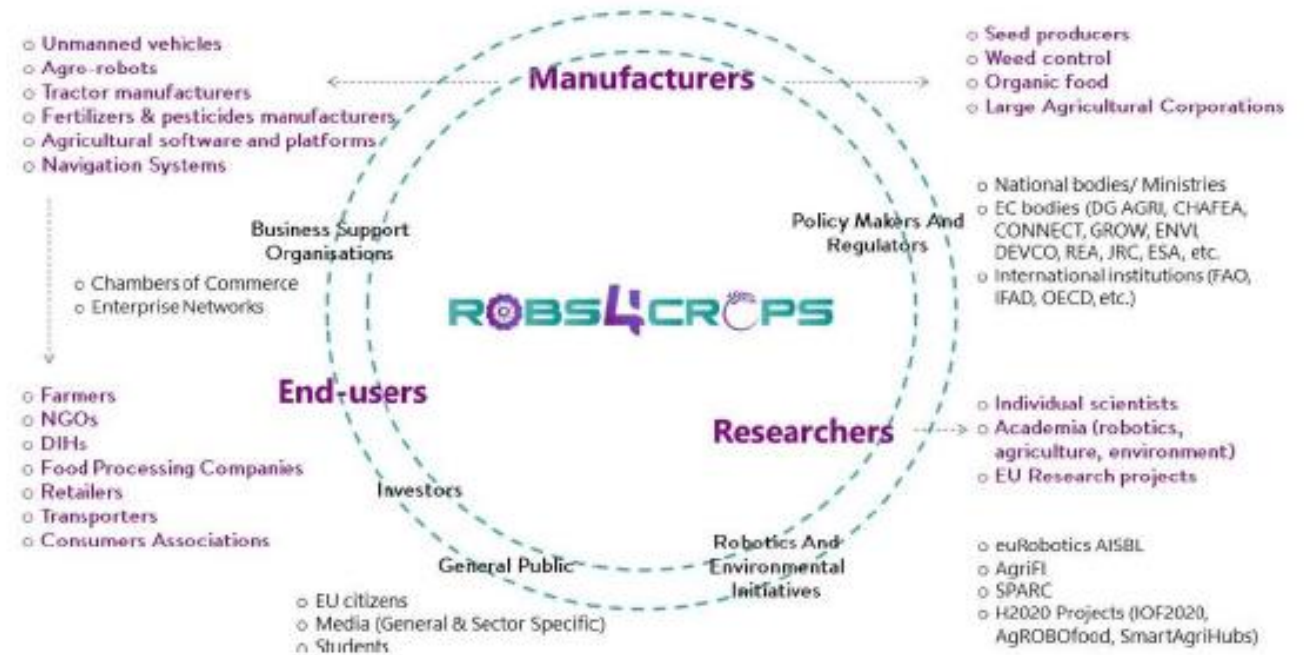 Manufacturers
o Unmanned vehicles
o Agro-robots
o Tractor manufacturers
o Fertilizers & pesticides manufacturers
o Agricultural software and platforms
o Navigation Systems
o Seed producers
o Weed control
o Organic food
o Large Agricultural Corporations
Business Support
Organisations
o Chambers of Commerce
o Enterprise Networks
Policy Makers And
Regulators
o National bodies/ Ministries
o EC bodies (DG AGRI, CHAFEA,
CONNECT, GROW, ENVI,
DEVCO, REA, JRC, ESA, etc.
o International institutions (FAO,
IFAD, OECD, etc.)
ROBS4CROPS
End-users
o Farmers
o NGOs
o DIHs
o Food Processing Companies
o Retailers
o Transporters
o Consumers Associations
Researchers
o Individual scientists
o Academia (robotics,
agriculture, environment)
o EU Research projects
Investors
General Public
o EU citizens
o Media (General & Sector Specific)
o Students
Robotics And
Environmental
Initiatives
o euRobotics AISBL
o AgriFI
o SPARC
o H2020 Projects (IOF2020,
AgROBOfood, SmartAgriHubs)